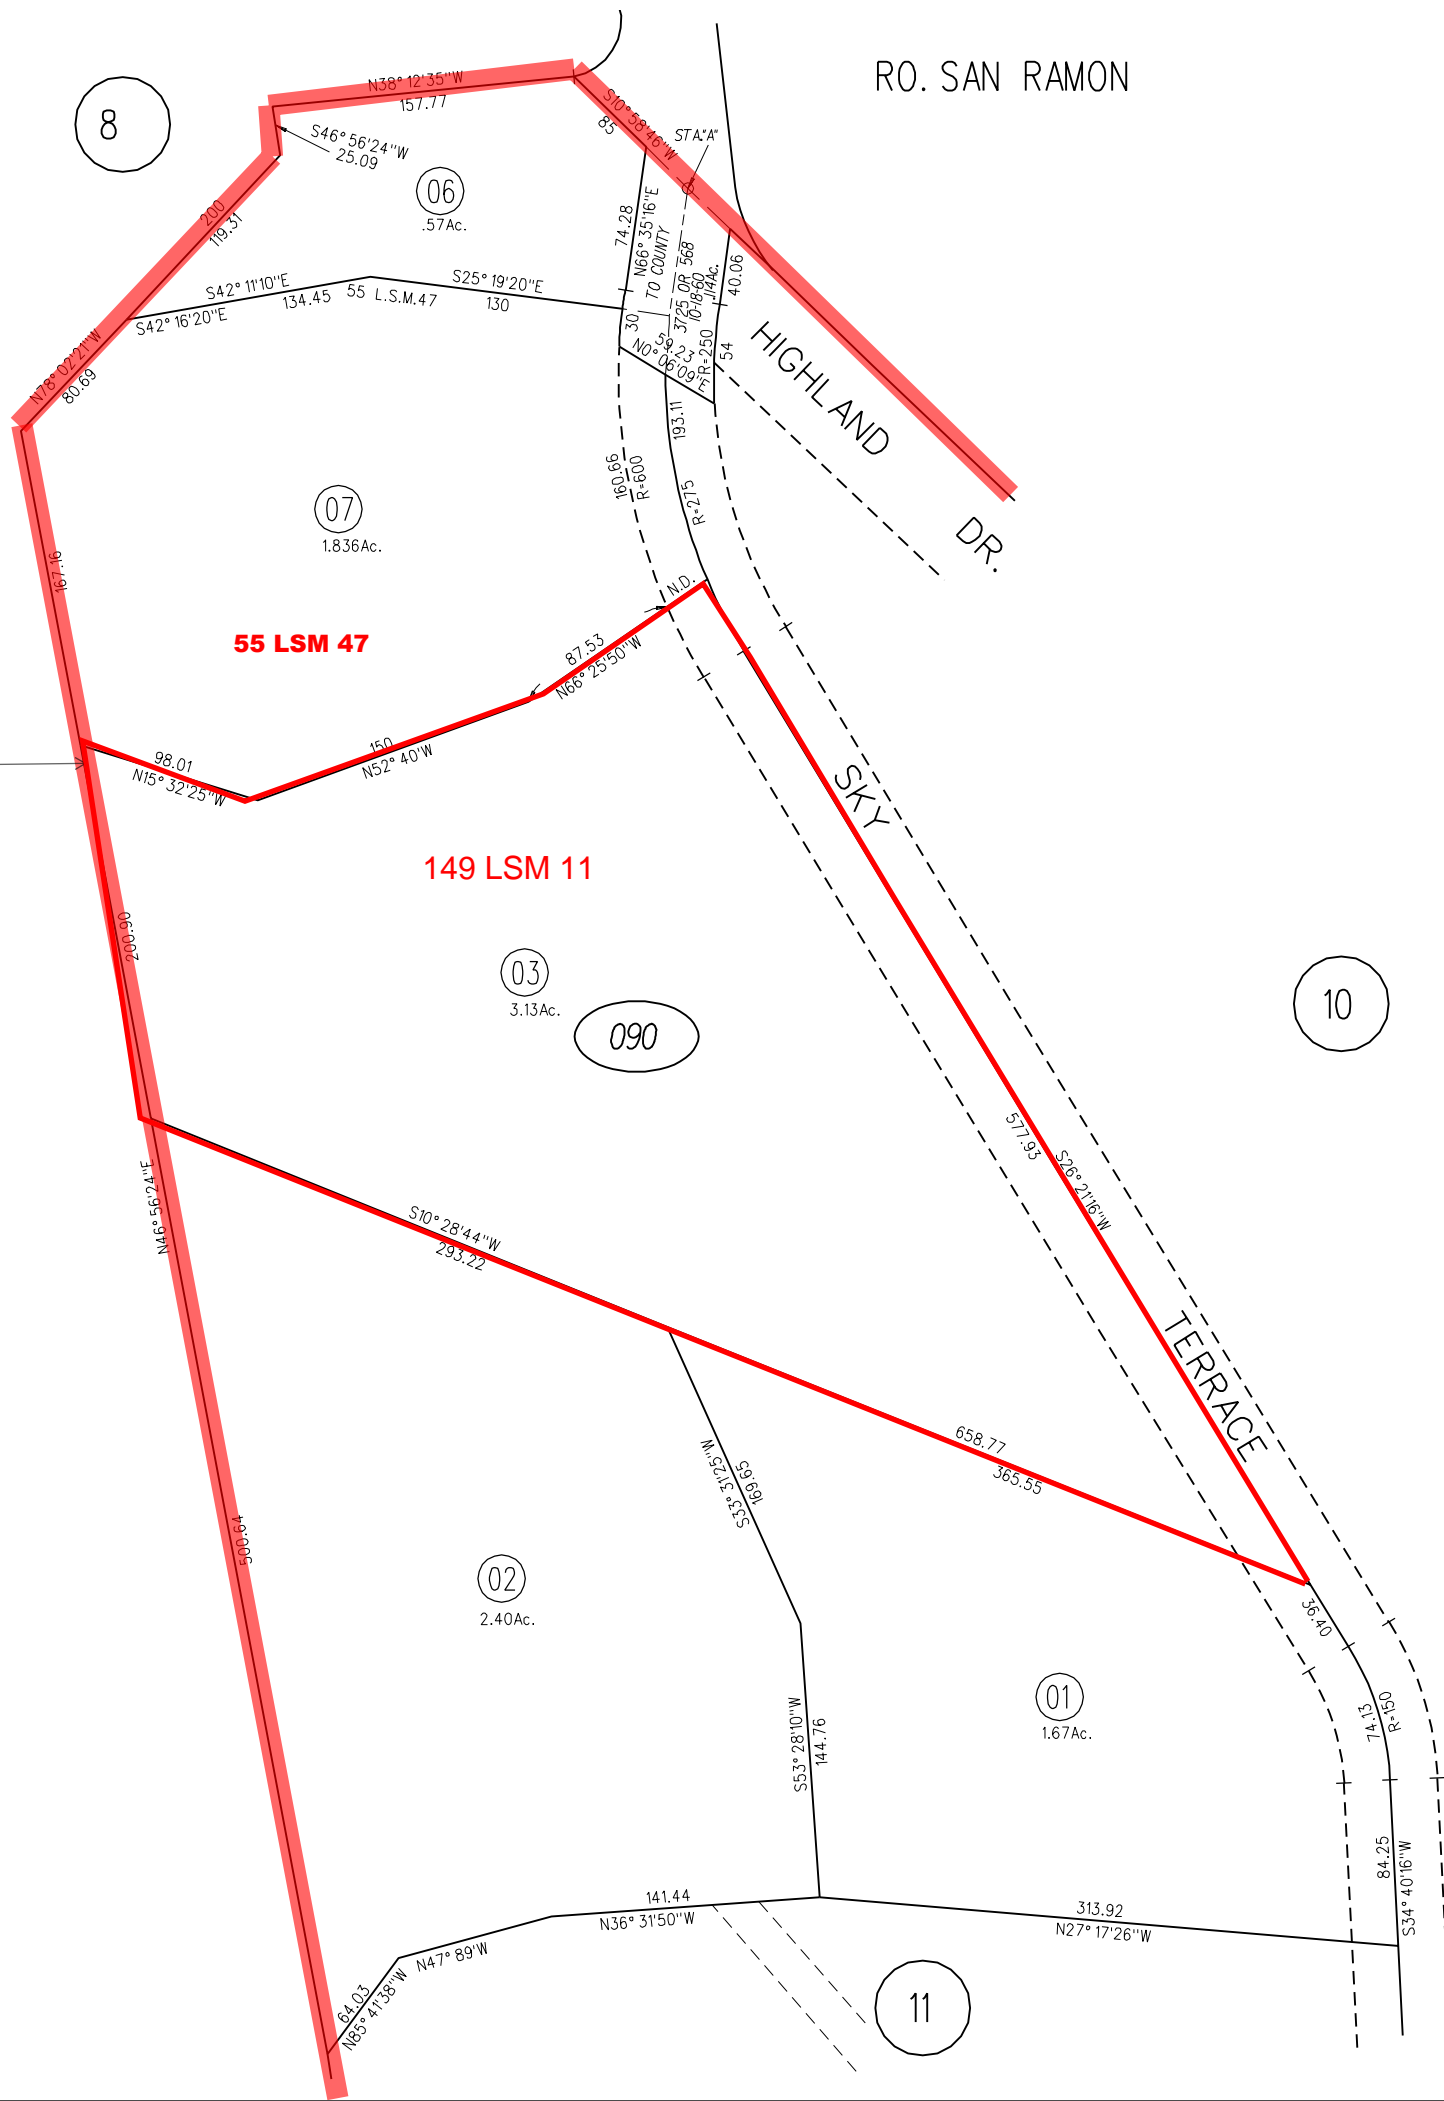 RO. SAN RAMON
8
N38° 12'35"W
157.77
S10° 58'46"W
85
STA."A"
S46° 56'24"W
25.09
06
.57Ac.
200
119.31
74.28
N66° 35'16"E
TO COUNTY
3725 OR 568
10-18-60
.114Ac.
40.06
S42° 11'10"E
134.45
55 L.S.M.47
S25° 19'20"E
130
S42° 16'20"E
30
59.23
N0° 06'09"E
R=250
54
HIGHLAND
DR.
N78° 02'21"W
80.69
193.11
160.66
R=600
R=275
07
1.836Ac.
167.16
N.D.
55 LSM 47
87.53
N66° 25'50"W
98.01
N15° 32'25"W
150
N52° 40'W
SKY
149 LSM 11
200.90
03
3.13Ac.
090
10
577.93
S26° 21'16"W
N46° 56'24"E
S10° 28'44"W
293.22
TERRACE
658.77
365.55
S33° 31'25"W
169.65
500.64
02
2.40Ac.
36.40
01
1.67Ac.
74.13
R=150
S53° 28'10"W
144.76
84.25
S34° 40'16"W
141.44
N36° 31'50"W
313.92
N27° 17'26"W
N47° 89'W
64.03
N85° 41'38"W
11